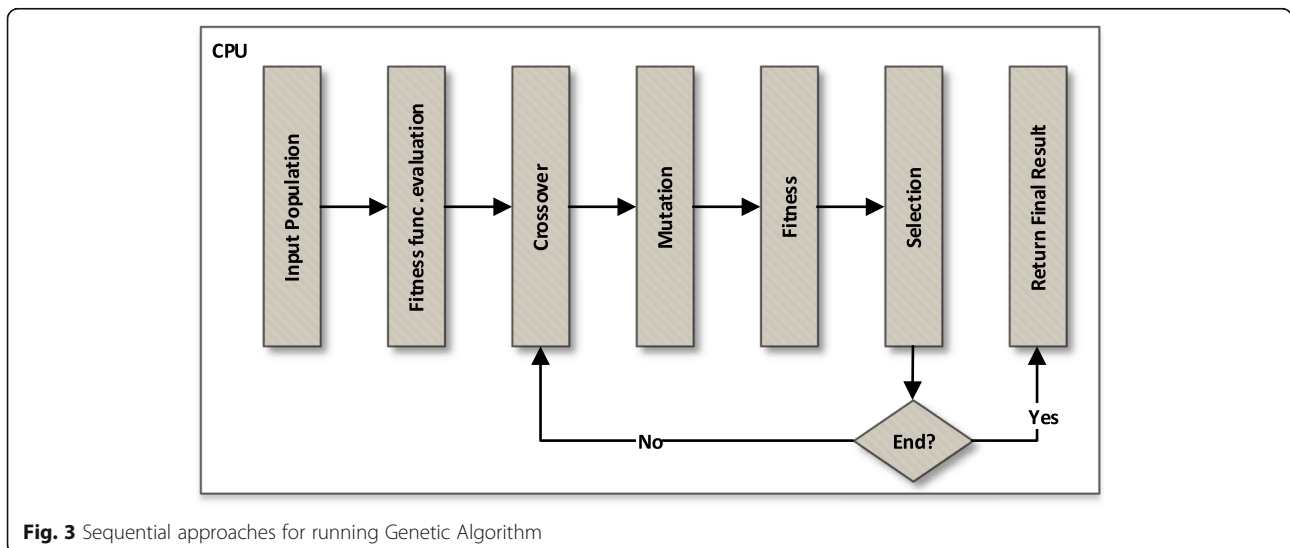 CPU
Input Population
Fitness func.evaluation
Crossover
Mutation
Fitness
Selection
Return Final Result
End?
No
Yes
Fig. 3 Sequential approaches for running Genetic Algorithm